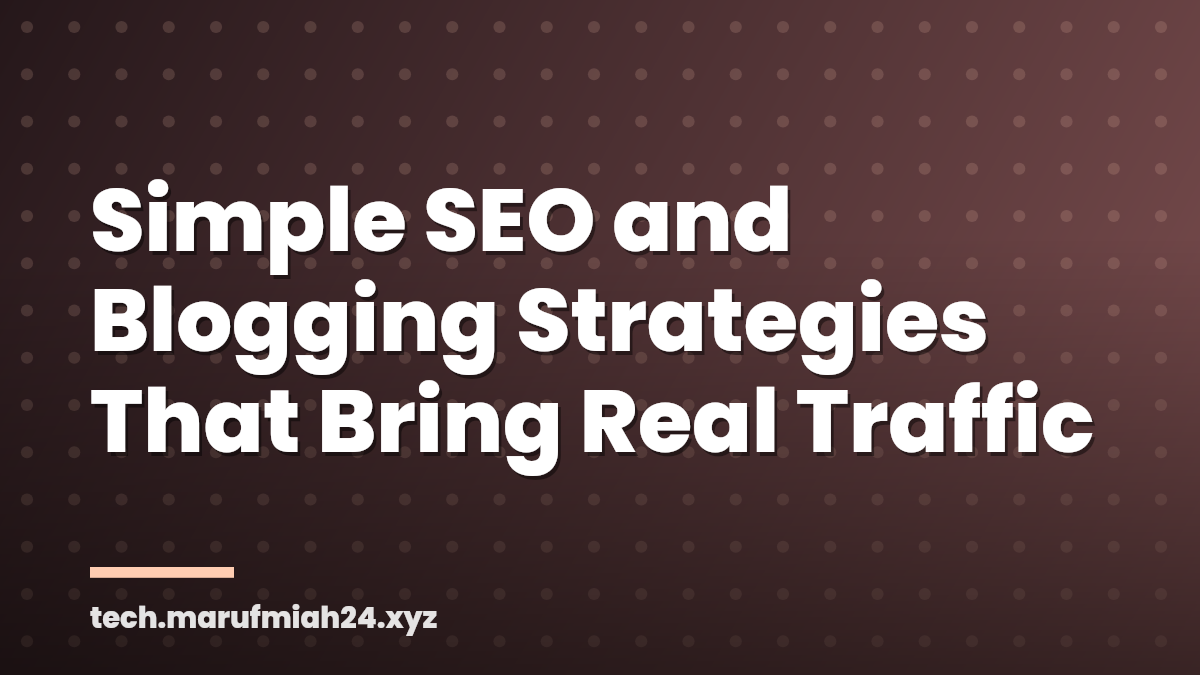 Simple SEO and
Blogging Strategies
That Bring Real Traffic
tech.marufmiah24.xyz